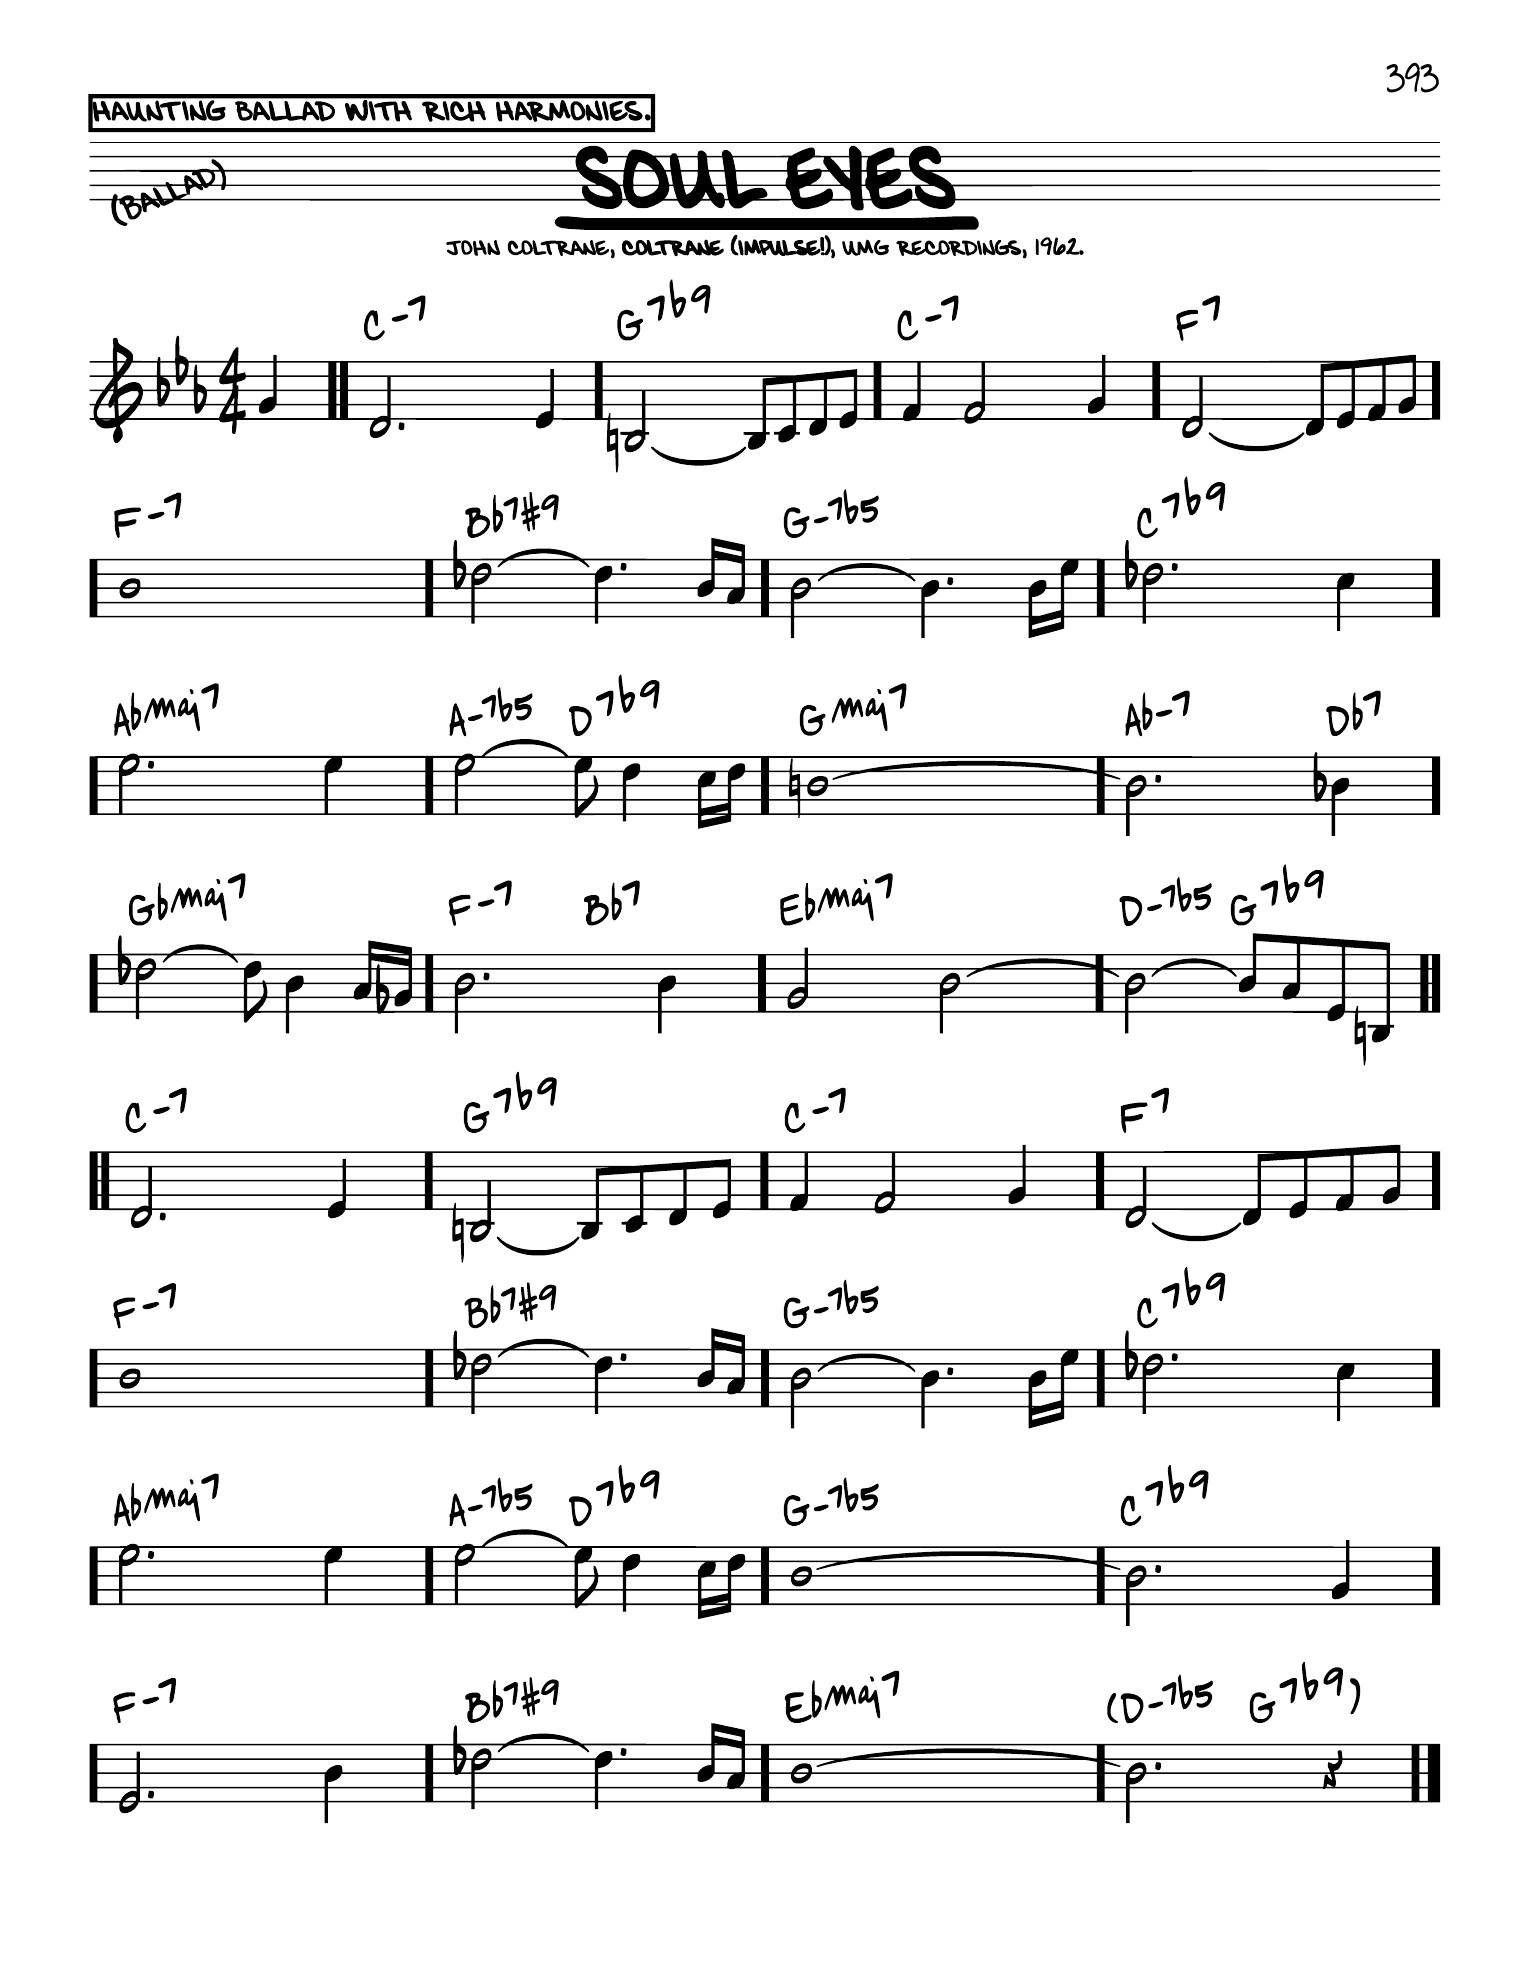 393
HAUNTING BALLAD WITH RICH HARMONIES.
(BALLAD)
SOUL EYES
JOHN COLTRANE, COLTRANE (IMPULSE!), UMG RECORDINGS, 1962.
C-7 G7b9 C-7 F7
4
4
F-7 Bb7#9 G-7b5 C7b9
Abmaj7 A-7b5 D7b9 Gmaj7 Ab-7 Db7
Gbmaj7 F-7 Bb7 Ebmaj7 D-7b5 G7b9
C-7 G7b9 C-7 F7
F-7 Bb7#9 G-7b5 C7b9
Abmaj7 A-7b5 D7b9 G-7b5 C7b9
F-7 Bb7#9 Ebmaj7 (D-7b5 G7b9)